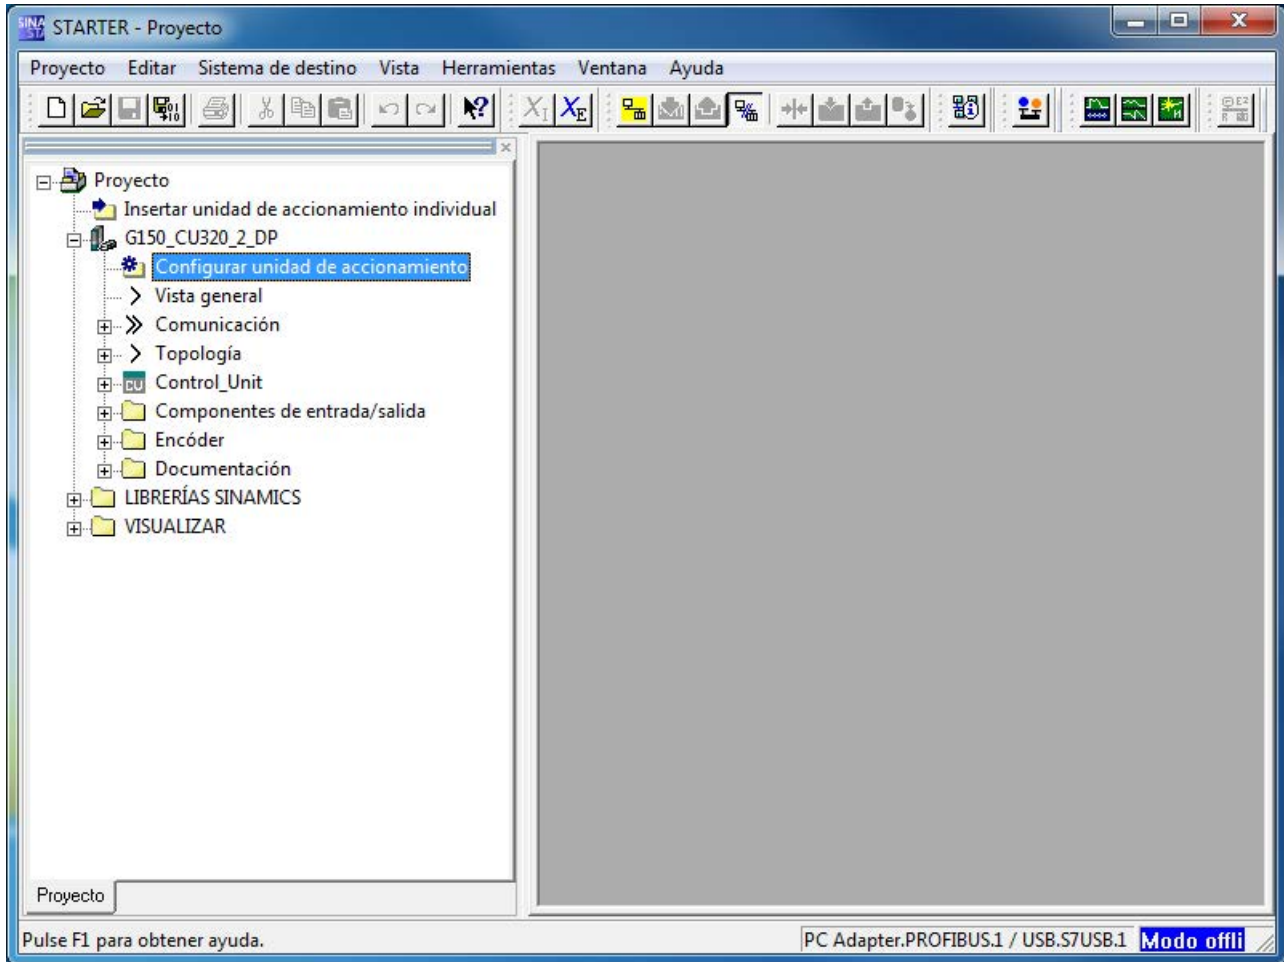 STARTER - Proyecto
Proyecto Editar Sistema de destino Vista Herramientas Ventana Ayuda
Proyecto
Insertar unidad de accionamiento individual
G150_CU320_2_DP
Configurar unidad de accionamiento
Vista general
Comunicación
Topología
CU Control_Unit
Componentes de entrada/salida
Encóder
Documentación
LIBRERÍAS SINAMICS
VISUALIZAR
Proyecto
Pulse F1 para obtener ayuda. PC Adapter.PROFIBUS.1 / USB.S7USB.1 Modo offli